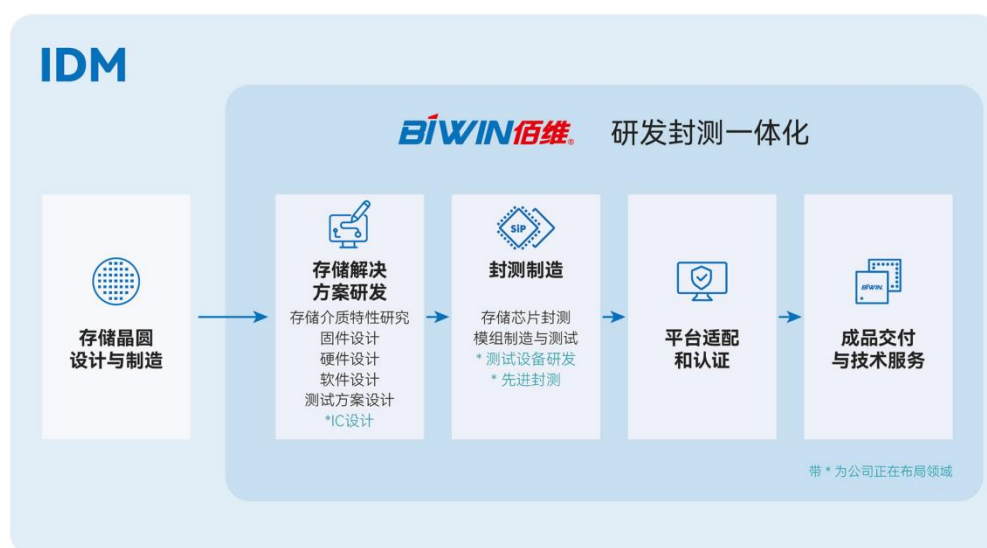 IDM
BIWIN佰维® 研发封测一体化
存储晶圆
设计与制造
存储解决
方案研发
存储介质特性研究
固件设计
硬件设计
软件设计
测试方案设计
*IC设计
SiP
封测制造
存储芯片封测
模组制造与测试
* 测试设备研发
* 先进封测
平台适配
和认证
BIWIN
成品交付
与技术服务
带 * 为公司正在布局领域